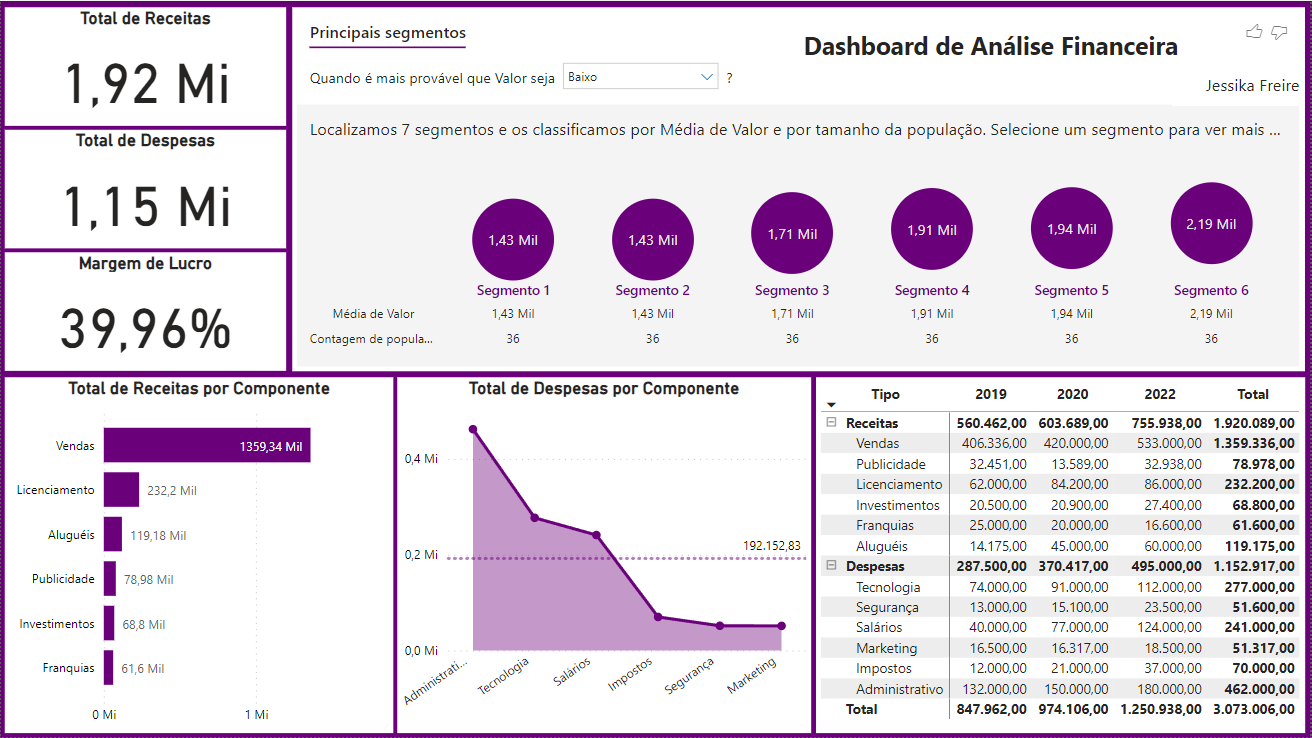 Total de Receitas
1,92 Mi
Total de Despesas
1,15 Mi
Margem de Lucro
39,96%
Principais segmentos
Dashboard de Análise Financeira
Jessika Freire
Quando é mais provável que Valor seja Baixo ?
Localizamos 7 segmentos e os classificamos por Média de Valor e por tamanho da população. Selecione um segmento para ver mais ...
1,43 Mil 1,43 Mil 1,71 Mil 1,91 Mil 1,94 Mil 2,19 Mil
Segmento 1 Segmento 2 Segmento 3 Segmento 4 Segmento 5 Segmento 6
Média de Valor 1,43 Mil 1,43 Mil 1,71 Mil 1,91 Mil 1,94 Mil 2,19 Mil
Contagem de popula... 36 36 36 36 36 36
Total de Receitas por Componente
Vendas 1359,34 Mil
Licenciamento 232,2 Mil
Aluguéis 119,18 Mil
Publicidade 78,98 Mil
Investimentos 68,8 Mil
Franquias 61,6 Mil
0 Mi 1 Mi
Total de Despesas por Componente
0,4 Mi
0,2 Mi
0,0 Mi
192.152,83
Administrati... Tecnologia Salários Impostos Segurança Marketing
Tipo 2019 2020 2022 Total
Receitas 560.462,00 603.689,00 755.938,00 1.920.089,00
Vendas 406.336,00 420.000,00 533.000,00 1.359.336,00
Publicidade 32.451,00 13.589,00 32.938,00 78.978,00
Licenciamento 62.000,00 84.200,00 86.000,00 232.200,00
Investimentos 20.500,00 20.900,00 27.400,00 68.800,00
Franquias 25.000,00 20.000,00 16.600,00 61.600,00
Aluguéis 14.175,00 45.000,00 60.000,00 119.175,00
Despesas 287.500,00 370.417,00 495.000,00 1.152.917,00
Tecnologia 74.000,00 91.000,00 112.000,00 277.000,00
Segurança 13.000,00 15.100,00 23.500,00 51.600,00
Salários 40.000,00 77.000,00 124.000,00 241.000,00
Marketing 16.500,00 16.317,00 18.500,00 51.317,00
Impostos 12.000,00 21.000,00 37.000,00 70.000,00
Administrativo 132.000,00 150.000,00 180.000,00 462.000,00
Total 847.962,00 974.106,00 1.250.938,00 3.073.006,00